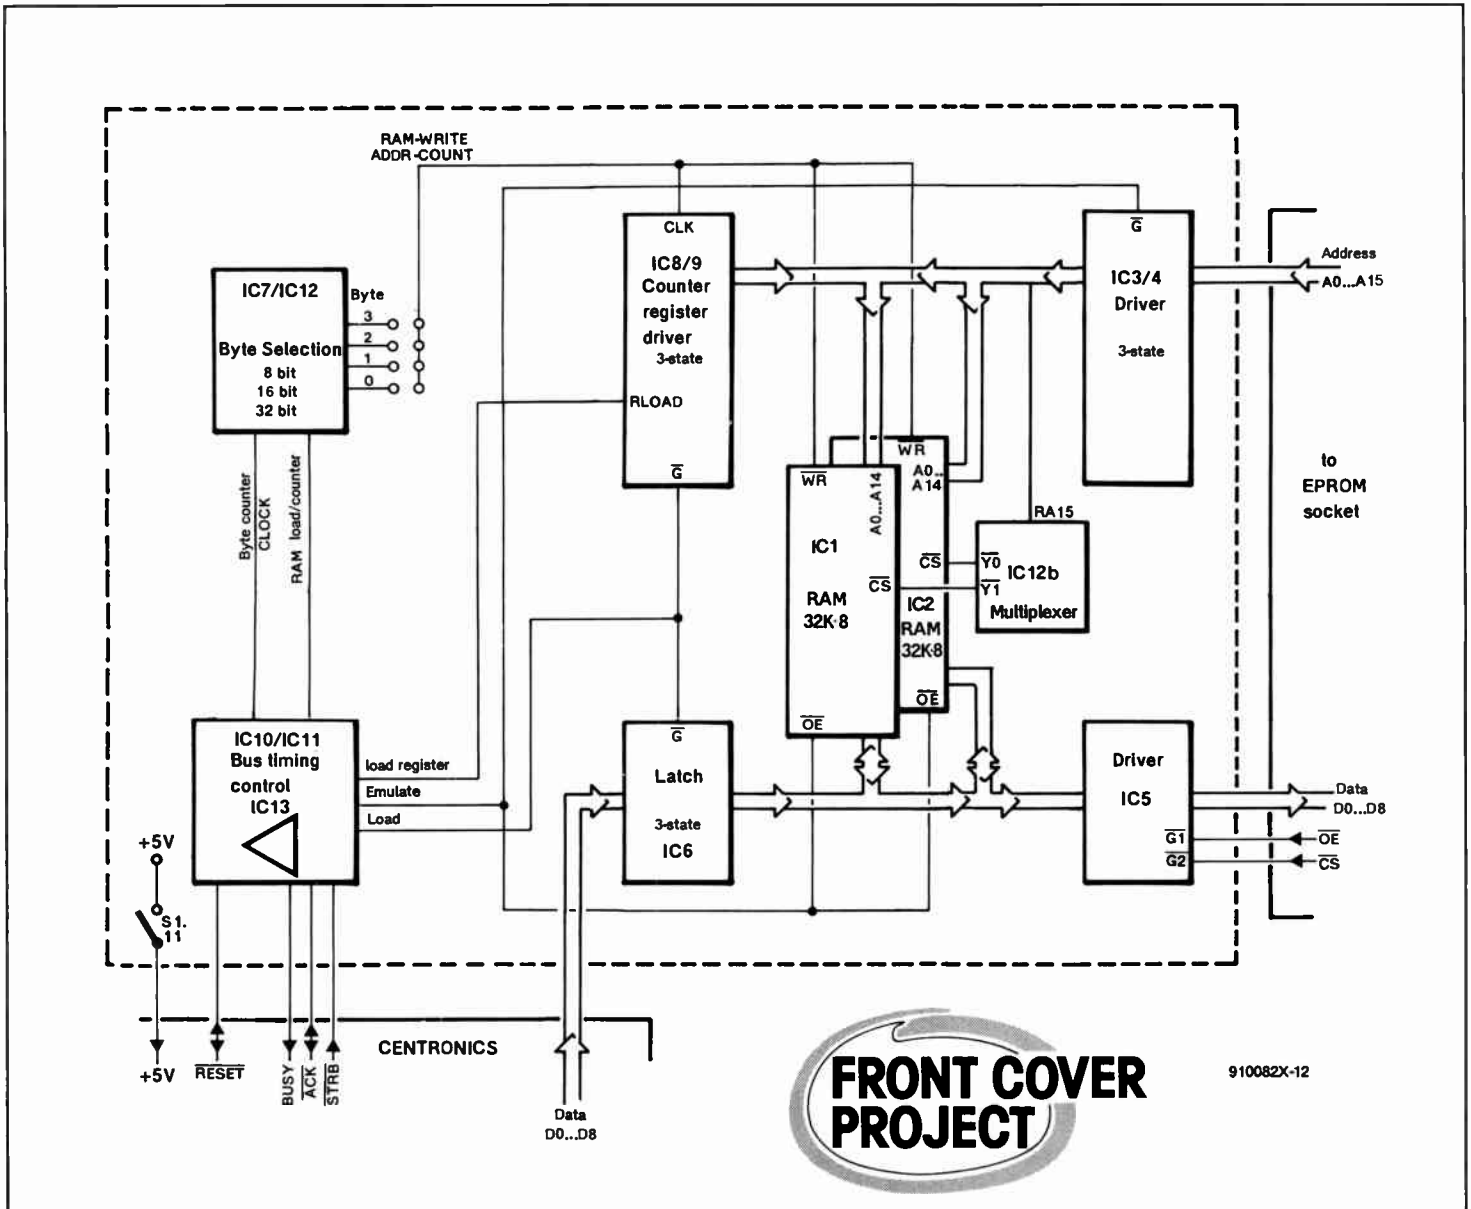 RAM-WRITE
ADDR-COUNT
IC7/IC12
Byte Selection
8 bit
16 bit
32 bit
Byte
3
2
1
0
CLK
IC8/9
Counter
register
driver
3-state
RLOAD
G
G
IC3/4
Driver
3-state
Address
A0...A15
to
EPROM
socket
Byte counter
CLOCK
RAM load/counter
WR
A0...A14
IC1
RAM
32K·8
CS
OE
WR
A0..
A14
CS
IC2
RAM
32K·8
OE
RA15
Y0
Y1
IC12b
Multiplexer
IC10/IC11
Bus timing
control
IC13
load register
Emulate
Load
G
Latch
3-state
IC6
Driver
IC5
G1
G2
Data
D0...D8
OE
CS
+5V
S1.
11
+5V
RESET
BUSY
ACK
STRB
CENTRONICS
Data
D0...D8
FRONT COVER
PROJECT
910082X-12